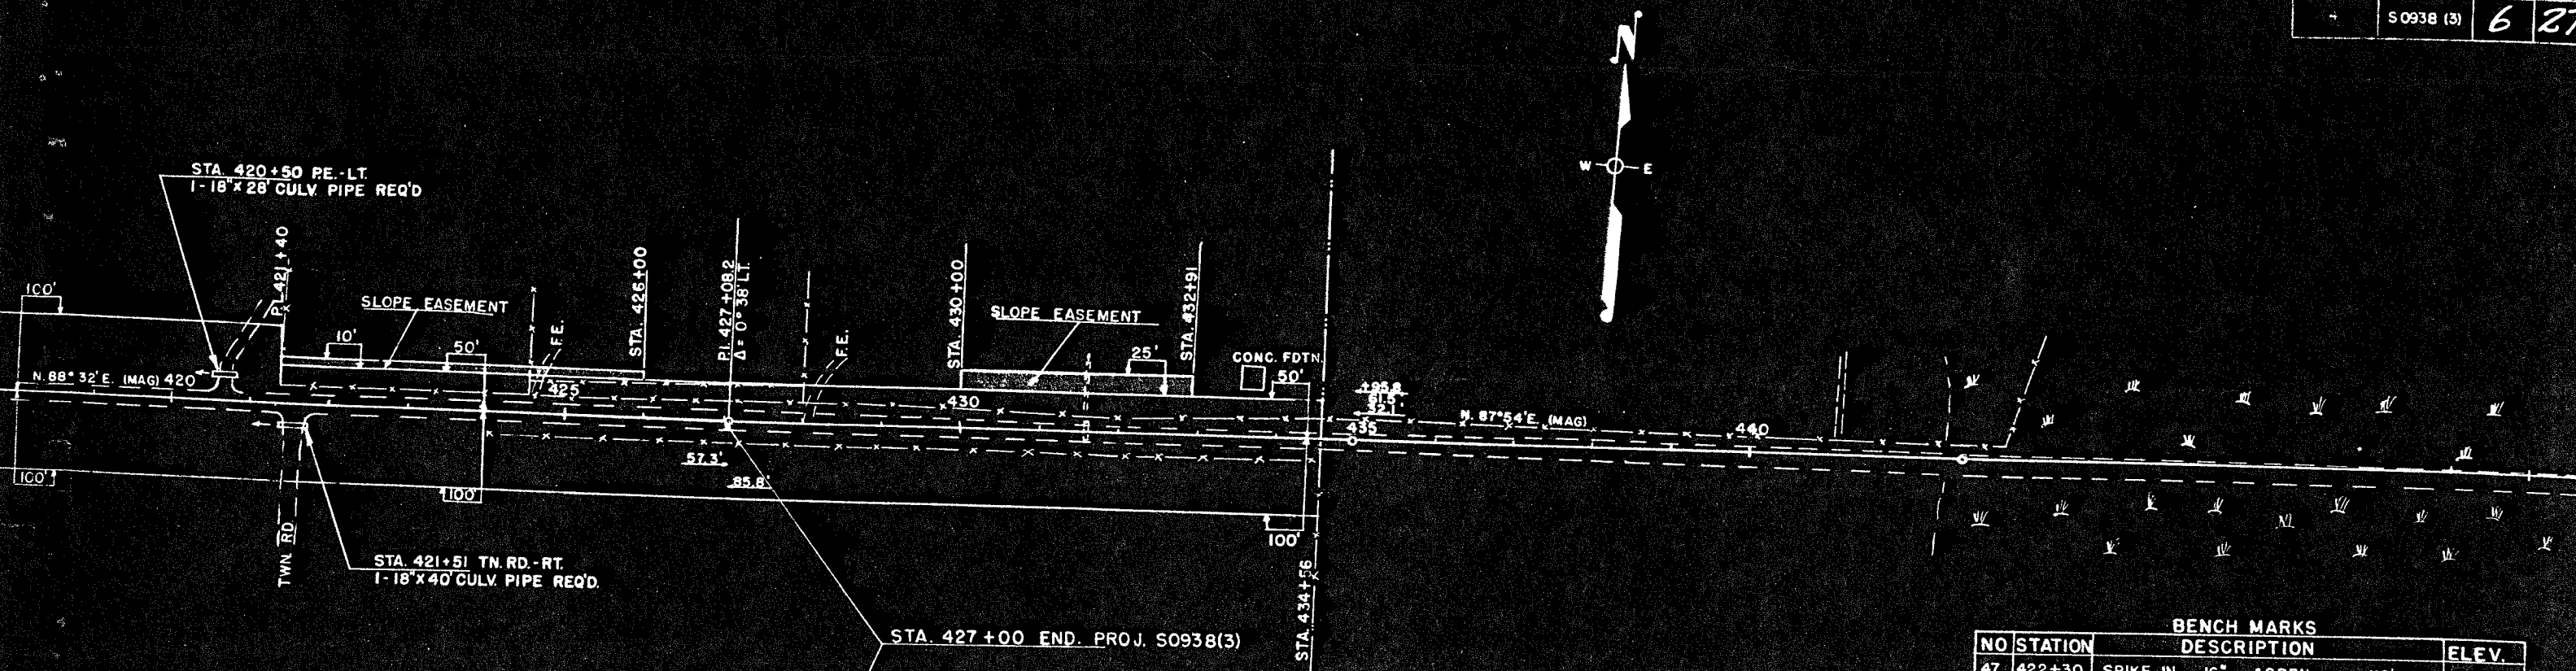 S0938 (3) 6
N
W E
STA. 420+50 P.E.-LT.
1-18"X 28' CULV. PIPE REQ'D
P.L. 421+40
100'
10'
SLOPE EASEMENT
50'
F.E.
STA. 426+00
P.I. 427+08.2
Δ = 0° 38' LT.
F.E.
STA. 430+00
SLOPE EASEMENT
25'
STA. 432+91
CONC. FDTN.
50'
+95.8
61.5'
32.1
N. 88° 32' E. (MAG) 420
425
430
435
N. 87° 54' E. (MAG)
440
57.3'
85.8'
100'
100'
100'
TWN. RD.
STA. 421+51 TN. RD.-RT.
1-18"X 40' CULV. PIPE REQ'D.
STA. 434+56
STA. 427+00 END. PROJ. S0938(3)
BENCH MARKS
NO STATION DESCRIPTION ELEV.
47 422+30 SPIKE IN 16"